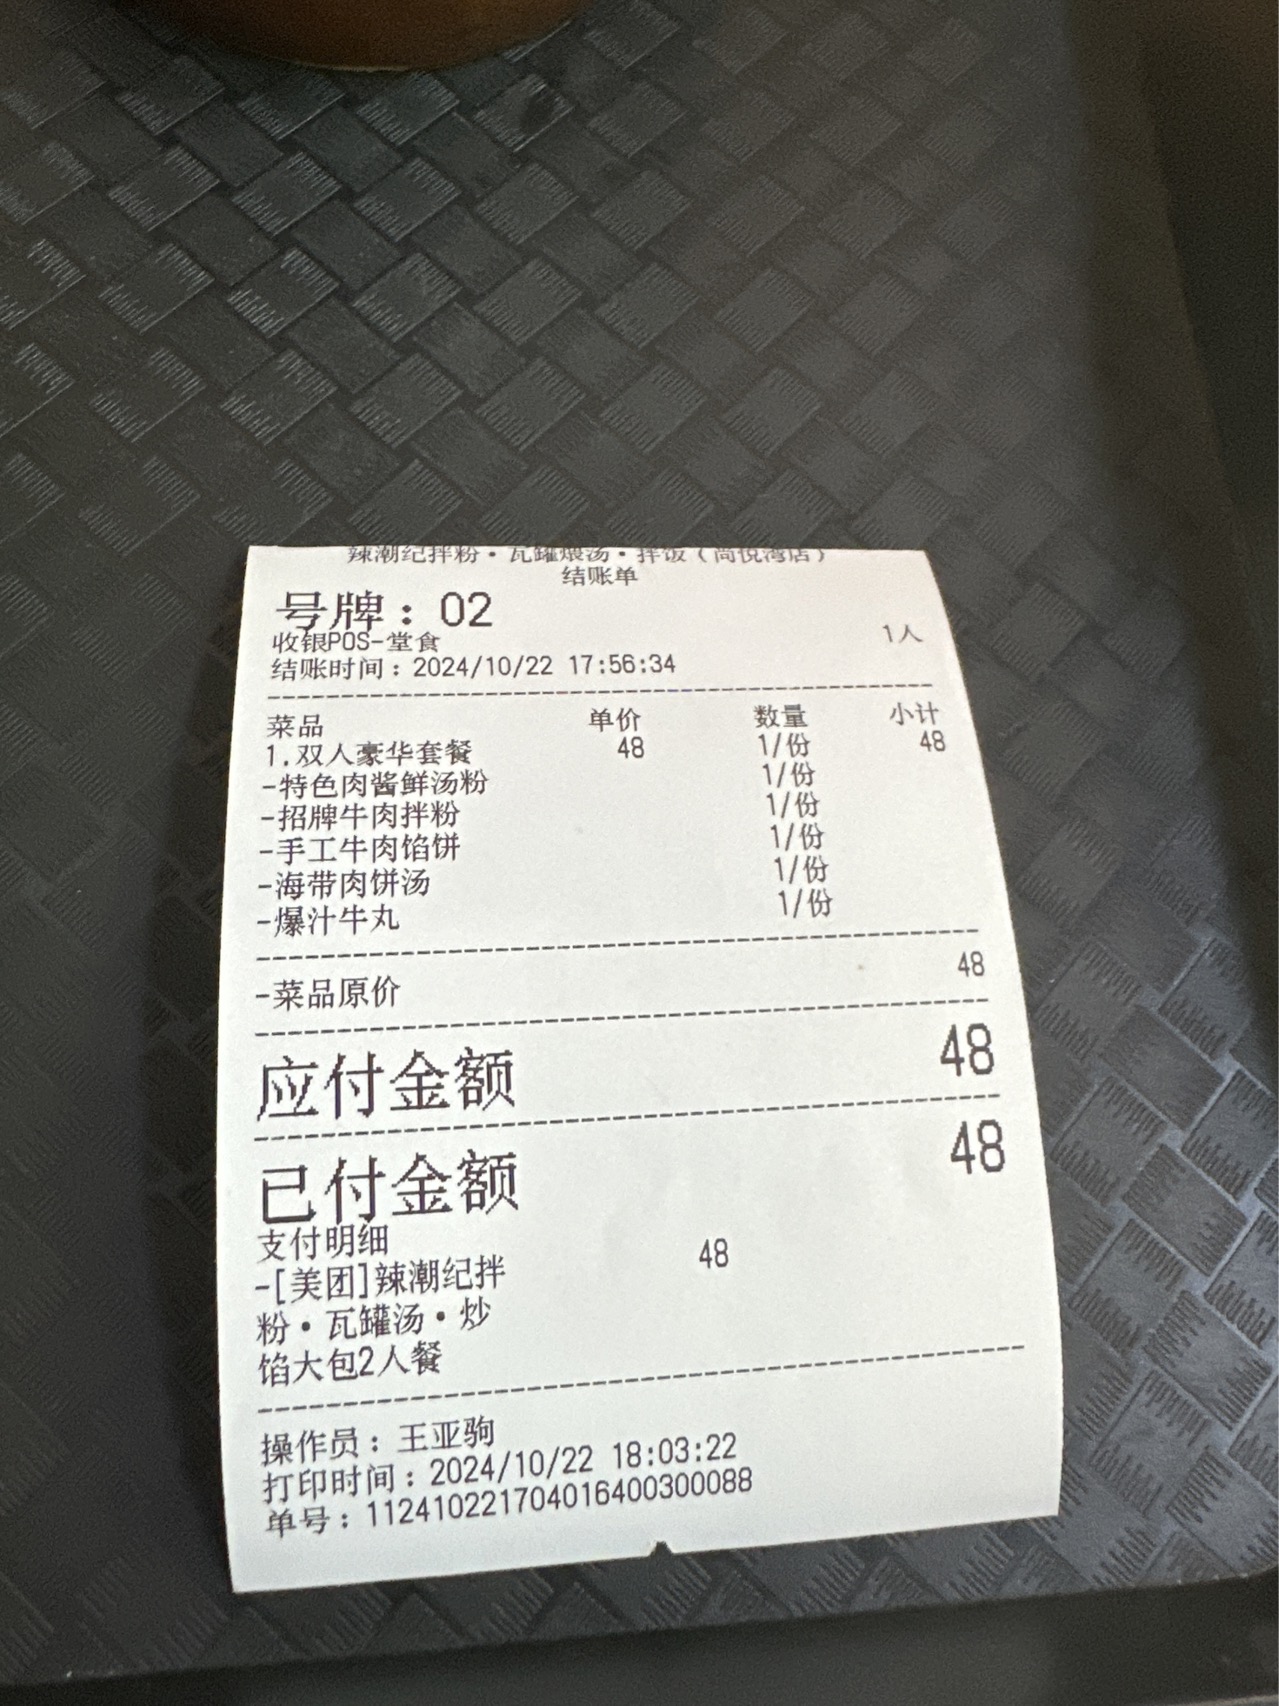 辣潮纪拌粉·瓦罐煨汤·拌饭(尚悦湾店)
结账单
号牌: 02
收银POS-堂食 1人
结账时间: 2024/10/22 17:56:34
菜品 单价 数量 小计
1.双人豪华套餐 48 1/份 48
-特色肉酱鲜汤粉 1/份
-招牌牛肉拌粉 1/份
-手工牛肉馅饼 1/份
-海带肉饼汤 1/份
-爆汁牛丸 1/份
-菜品原价 48
应付金额 48
已付金额 48
支付明细
-[美团]辣潮纪拌 48
粉·瓦罐汤·炒
馅大包2人餐
操作员: 王亚驹
打印时间: 2024/10/22 18:03:22
单号: 112410221704016400300088